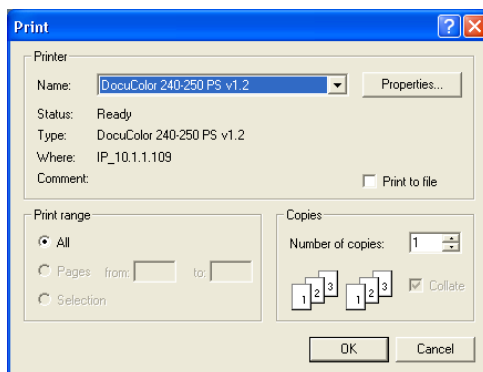 Print
Printer
Name: DocuColor 240-250 PS v1.2 Properties...
Status: Ready
Type: DocuColor 240-250 PS v1.2
Where: IP_10.1.1.109
Comment: Print to file
Print range
All
Pages from: to:
Selection
Copies
Number of copies: 1
1 2 3 1 2 3 Collate
OK Cancel